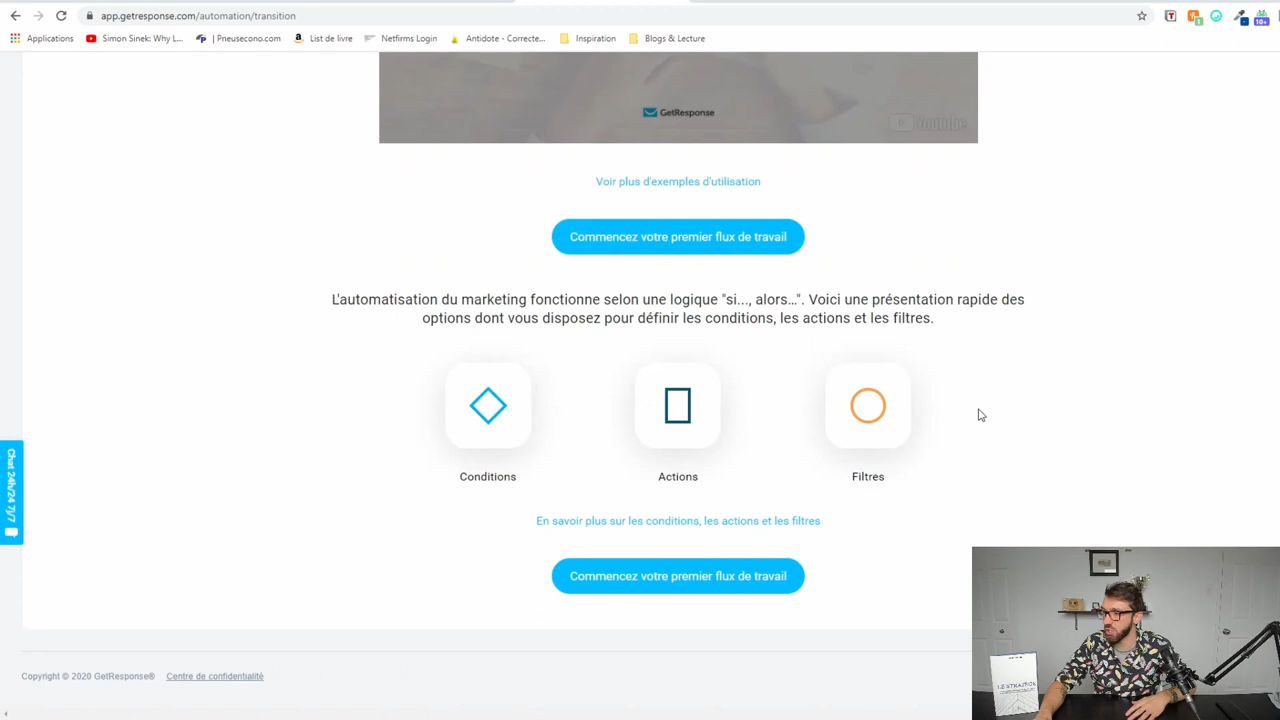 app.getresponse.com/automation/transition
Applications
Simon Sinek: Why L...
| Pneusecono.com
List de livre
Netfirms Login
Antidote - Correcte...
Inspiration
Blogs & Lecture
GetResponse
Youtube
Voir plus d'exemples d'utilisation
Commencez votre premier flux de travail
L'automatisation du marketing fonctionne selon une logique "si..., alors...". Voici une présentation rapide des
options dont vous disposez pour définir les conditions, les actions et les filtres.
Conditions
Actions
Filtres
En savoir plus sur les conditions, les actions et les filtres
Commencez votre premier flux de travail
Chat 24h/24 7j/7
Copyright © 2020 GetResponse®
Centre de confidentialité